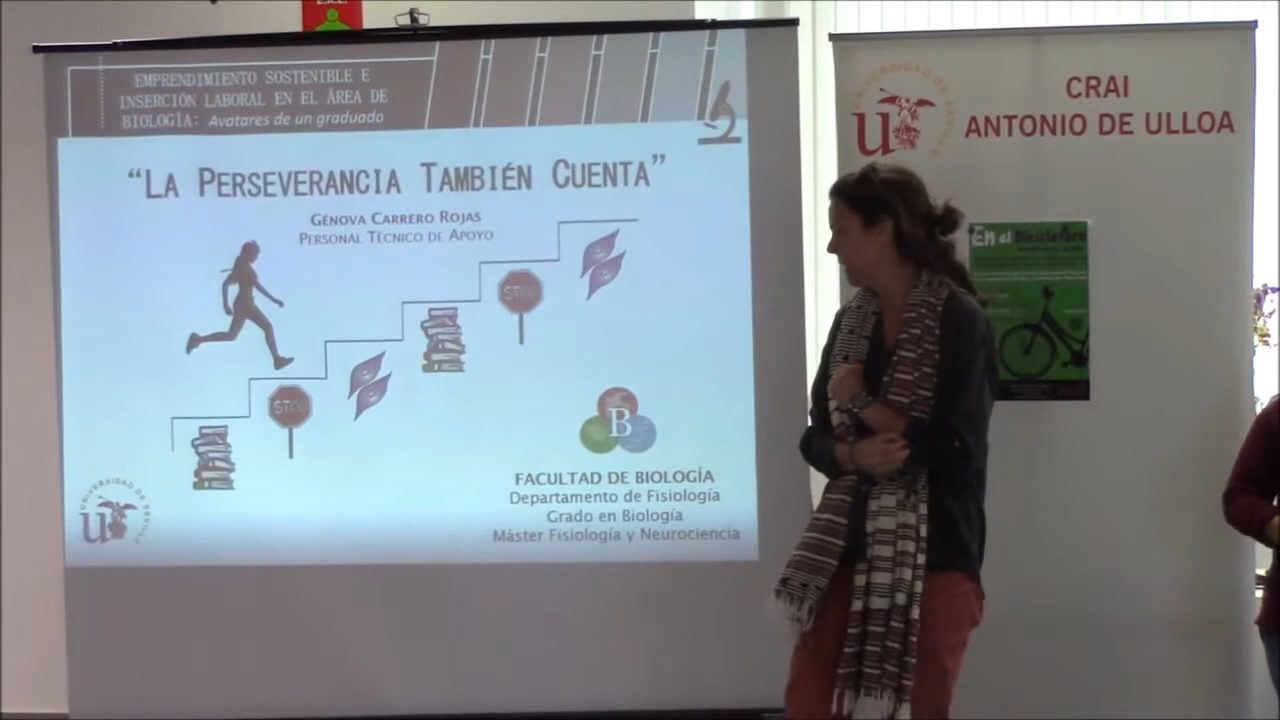 EMPRENDIMIENTO SOSTENIBLE E
INSERCIÓN LABORAL EN EL ÁREA DE
BIOLOGÍA: Avatares de un graduado
“LA PERSEVERANCIA TAMBIÉN CUENTA”
GÉNOVA CARRERO ROJAS
PERSONAL TÉCNICO DE APOYO
STOP
STOP
B
FACULTAD DE BIOLOGÍA
Departamento de Fisiología
Grado en Biología
Máster Fisiología y Neurociencia
UNIVERSIDAD DE SEVILLA
U
UNIVERSIDAD DE SEVILLA
U
CRAI
ANTONIO DE ULLOA
En el